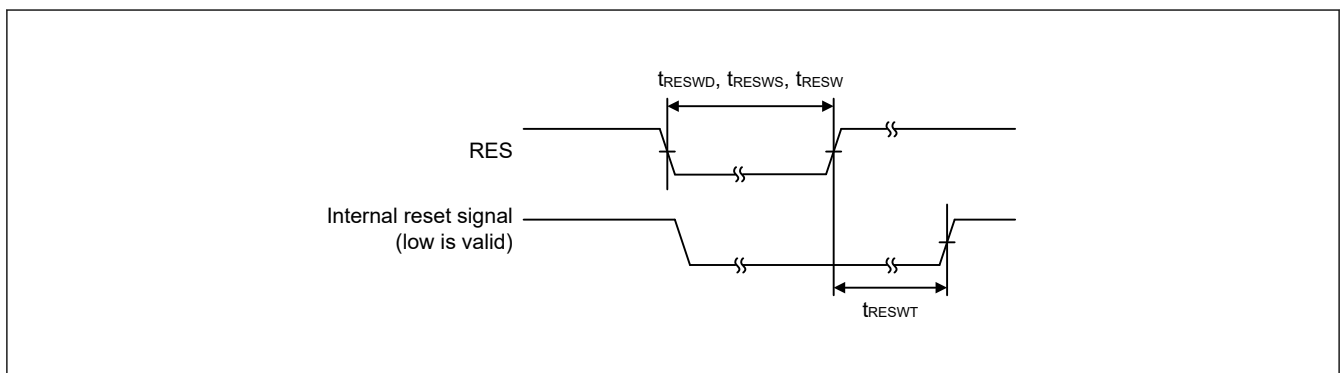 tRESWD, tRESWS, tRESW
RES
Internal reset signal
(low is valid)
tRESWT